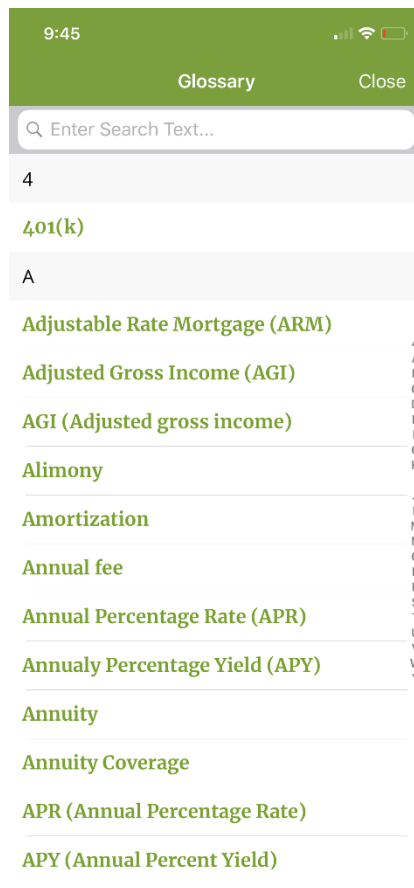 9:45
Glossary Close
Enter Search Text...
4
401(k)
A
Adjustable Rate Mortgage (ARM)
Adjusted Gross Income (AGI)
AGI (Adjusted gross income)
Alimony
Amortization
Annual fee
Annual Percentage Rate (APR)
Annualy Percentage Yield (APY)
Annuity
Annuity Coverage
APR (Annual Percentage Rate)
APY (Annual Percent Yield)